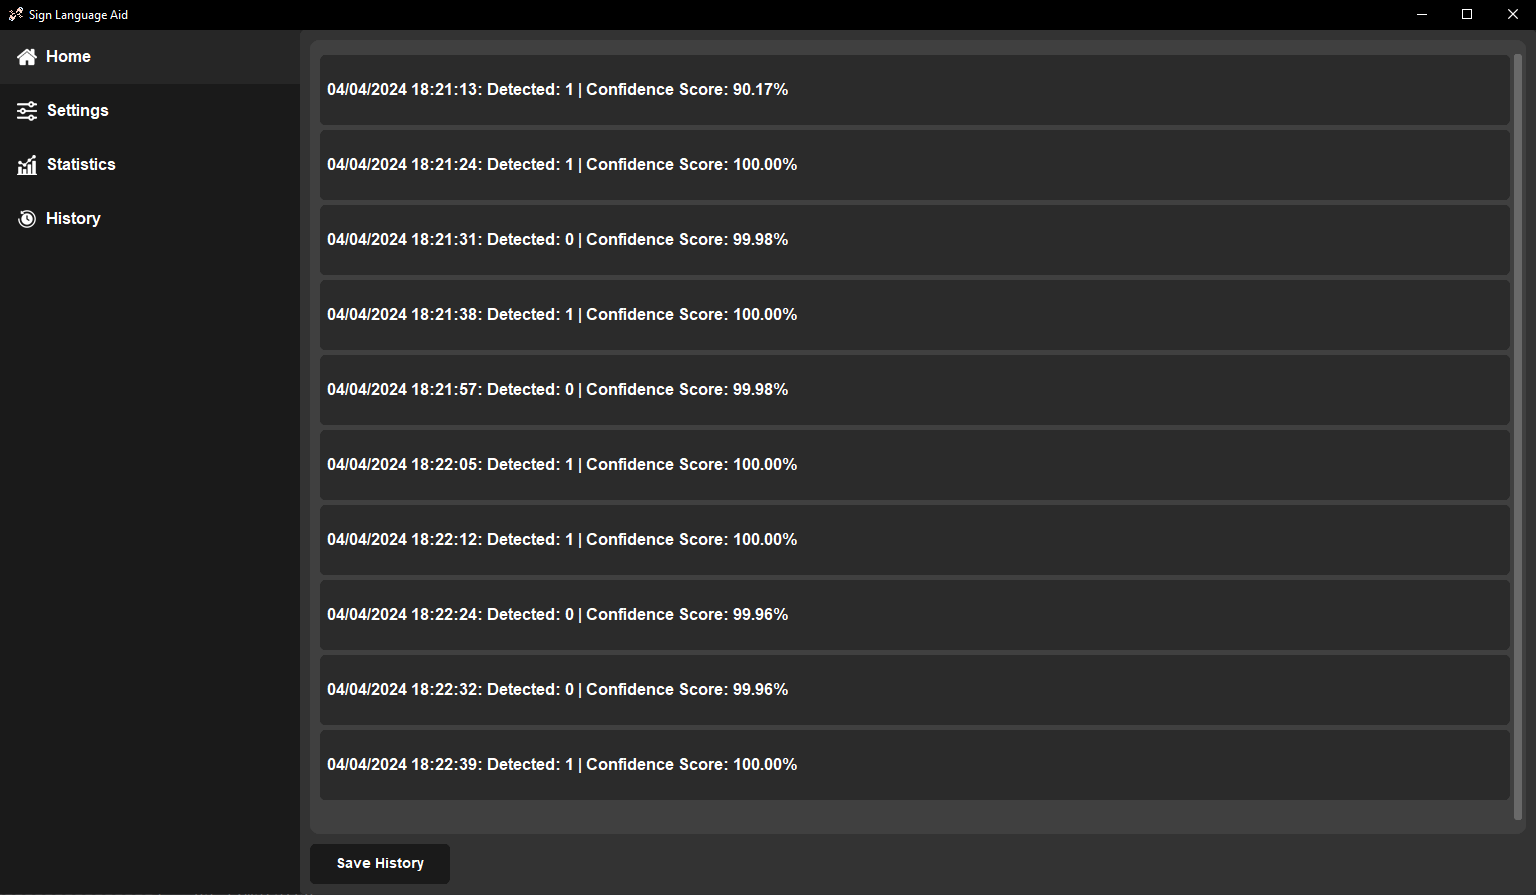 Sign Language Aid
Home
Settings
Statistics
History
04/04/2024 18:21:13: Detected: 1 | Confidence Score: 90.17%
04/04/2024 18:21:24: Detected: 1 | Confidence Score: 100.00%
04/04/2024 18:21:31: Detected: 0 | Confidence Score: 99.98%
04/04/2024 18:21:38: Detected: 1 | Confidence Score: 100.00%
04/04/2024 18:21:57: Detected: 0 | Confidence Score: 99.98%
04/04/2024 18:22:05: Detected: 1 | Confidence Score: 100.00%
04/04/2024 18:22:12: Detected: 1 | Confidence Score: 100.00%
04/04/2024 18:22:24: Detected: 0 | Confidence Score: 99.96%
04/04/2024 18:22:32: Detected: 0 | Confidence Score: 99.96%
04/04/2024 18:22:39: Detected: 1 | Confidence Score: 100.00%
Save History